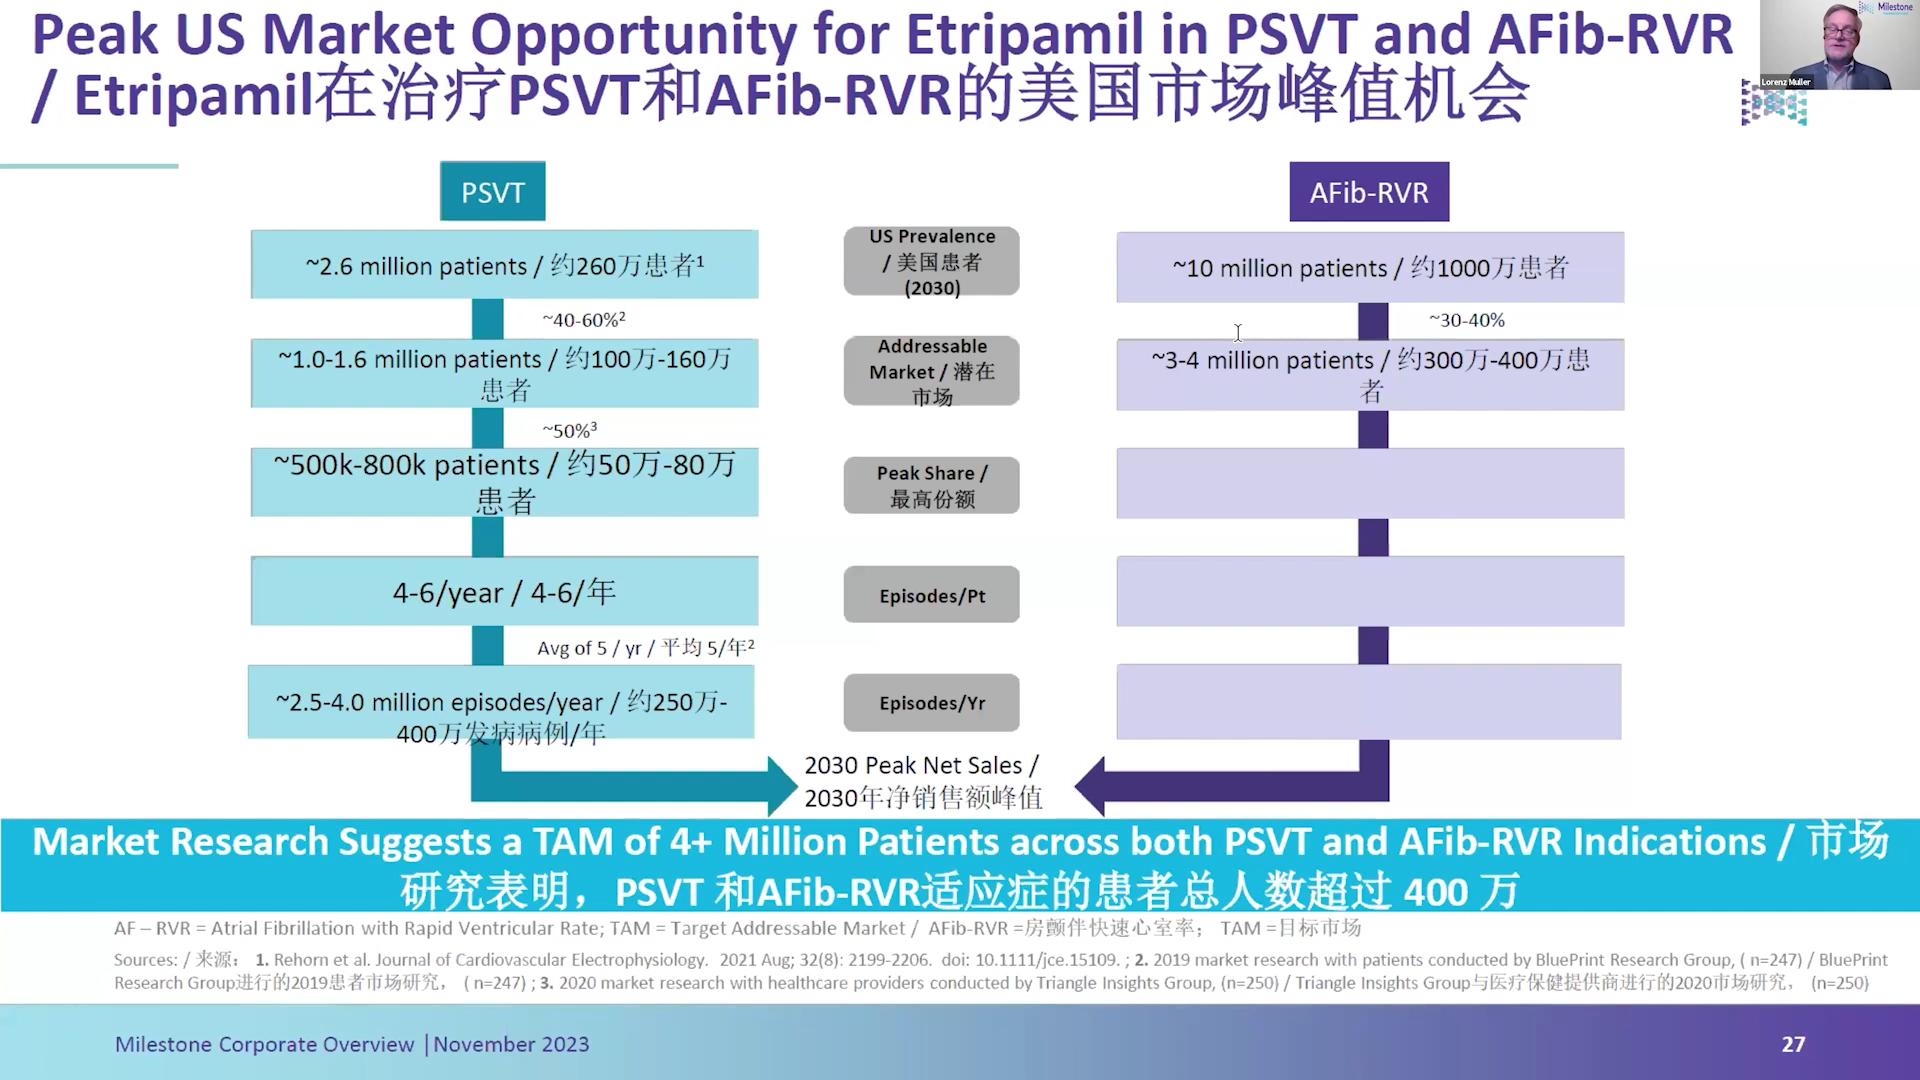 Peak US Market Opportunity for Etripamil in PSVT and AFib-RVR
/ Etripamil在治疗PSVT和AFib-RVR的美国市场峰值机会
Milestone
Lorenz Muller
PSVT
AFib-RVR
~2.6 million patients / 约260万患者1
US Prevalence
/ 美国患者
(2030)
~10 million patients / 约1000万患者
~40-60%2
~30-40%
~1.0-1.6 million patients / 约100万-160万
患者
Addressable
Market / 潜在
市场
~3-4 million patients / 约300万-400万患
者
~50%3
~500k-800k patients / 约50万-80万
患者
Peak Share /
最高份额
4-6/year / 4-6/年
Episodes/Pt
Avg of 5 / yr / 平均 5/年2
~2.5-4.0 million episodes/year / 约250万-
400万发病病例/年
Episodes/Yr
2030 Peak Net Sales /
2030年净销售额峰值
Market Research Suggests a TAM of 4+ Million Patients across both PSVT and AFib-RVR Indications / 市场
研究表明，PSVT 和AFib-RVR适应症的患者总人数超过 400 万
AF – RVR = Atrial Fibrillation with Rapid Ventricular Rate; TAM = Target Addressable Market / AFib-RVR =房颤伴快速心室率； TAM =目标市场
Sources: / 来源： 1. Rehorn et al. Journal of Cardiovascular Electrophysiology. 2021 Aug; 32(8): 2199-2206. doi: 10.1111/jce.15109. ; 2. 2019 market research with patients conducted by BluePrint Research Group, ( n=247) / BluePrint
Research Group进行的2019患者市场研究， ( n=247) ; 3. 2020 market research with healthcare providers conducted by Triangle Insights Group, (n=250) / Triangle Insights Group与医疗保健提供商进行的2020市场研究， (n=250)
Milestone Corporate Overview | November 2023
27